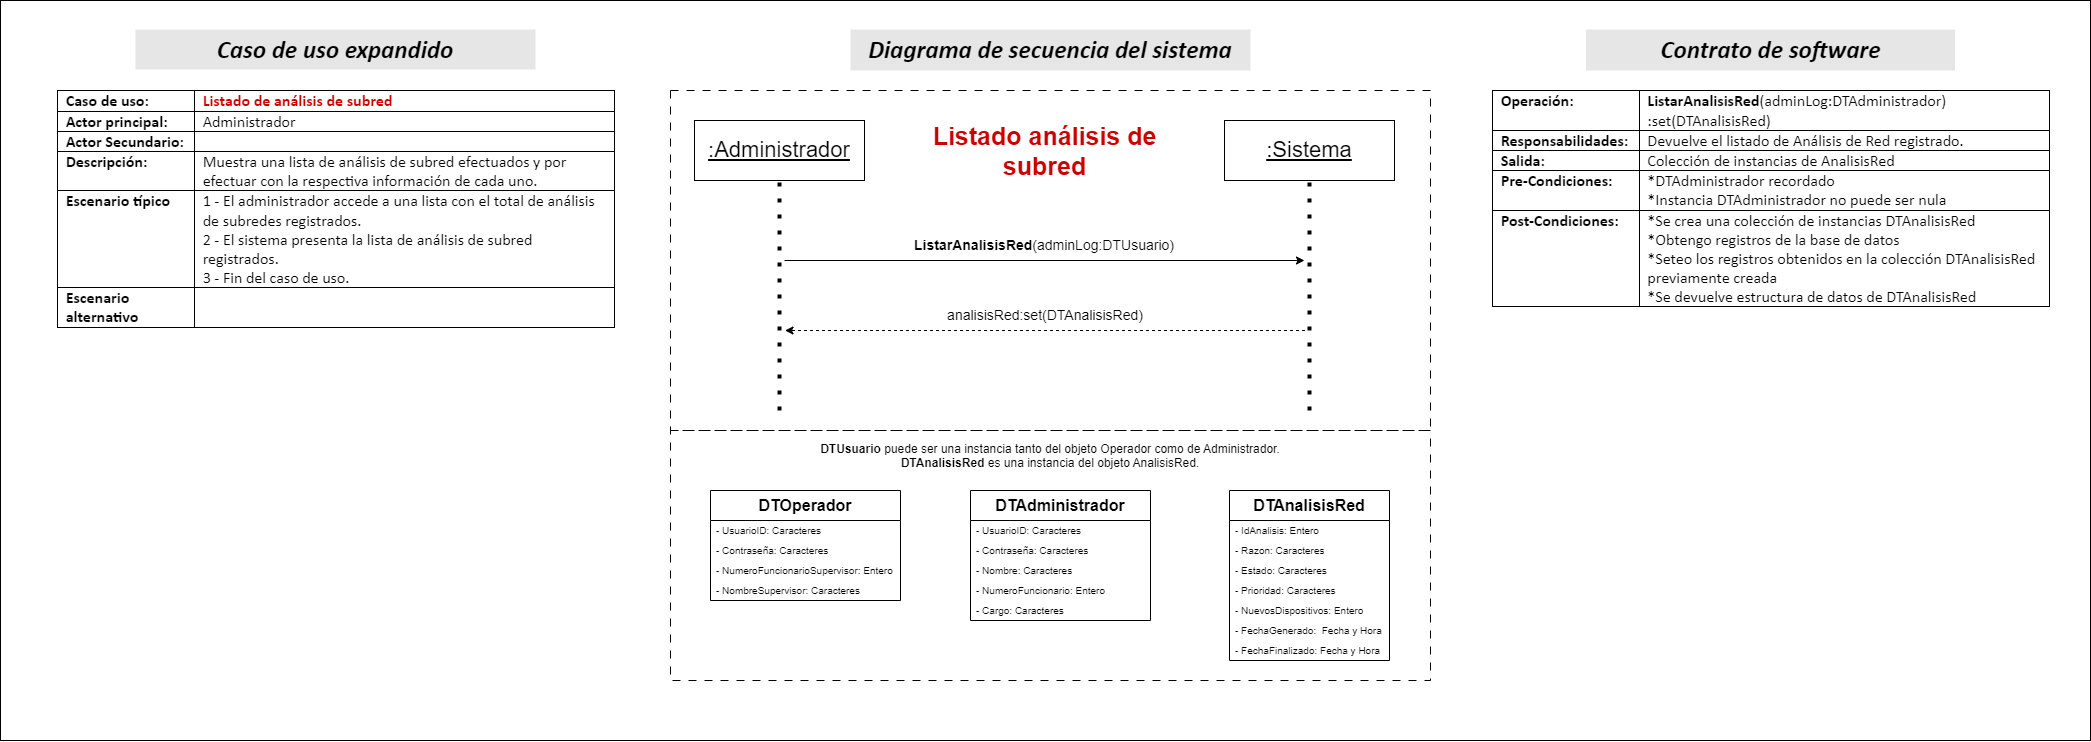 Caso de uso expandido
Caso de uso: Listado de análisis de subred
Actor principal: Administrador
Actor Secundario:
Descripción: Muestra una lista de análisis de subred efectuados y por
efectuar con la respectiva información de cada uno.
Escenario típico 1 - El administrador accede a una lista con el total de análisis
de subredes registrados.
2 - El sistema presenta la lista de análisis de subred
registrados.
3 - Fin del caso de uso.
Escenario
alternativo
Diagrama de secuencia del sistema
Listado análisis de
subred
:Administrador
:Sistema
ListarAnalisisRed(adminLog:DTUsuario)
analisisRed:set(DTAnalisisRed)
DTUsuario puede ser una instancia tanto del objeto Operador como de Administrador.
DTAnalisisRed es una instancia del objeto AnalisisRed.
DTOperador
- UsuarioID: Caracteres
- Contraseña: Caracteres
- NumeroFuncionarioSupervisor: Entero
- NombreSupervisor: Caracteres
DTAdministrador
- UsuarioID: Caracteres
- Contraseña: Caracteres
- Nombre: Caracteres
- NumeroFuncionario: Entero
- Cargo: Caracteres
DTAnalisisRed
- IdAnalisis: Entero
- Razon: Caracteres
- Estado: Caracteres
- Prioridad: Caracteres
- NuevosDispositivos: Entero
- FechaGenerado:  Fecha y Hora
- FechaFinalizado: Fecha y Hora
Contrato de software
Operación: ListarAnalisisRed(adminLog:DTAdministrador)
:set(DTAnalisisRed)
Responsabilidades: Devuelve el listado de Análisis de Red registrado.
Salida: Colección de instancias de AnalisisRed
Pre-Condiciones: *DTAdministrador recordado
*Instancia DTAdministrador no puede ser nula
Post-Condiciones: *Se crea una colección de instancias DTAnalisisRed
*Obtengo registros de la base de datos
*Seteo los registros obtenidos en la colección DTAnalisisRed
previamente creada
*Se devuelve estructura de datos de DTAnalisisRed